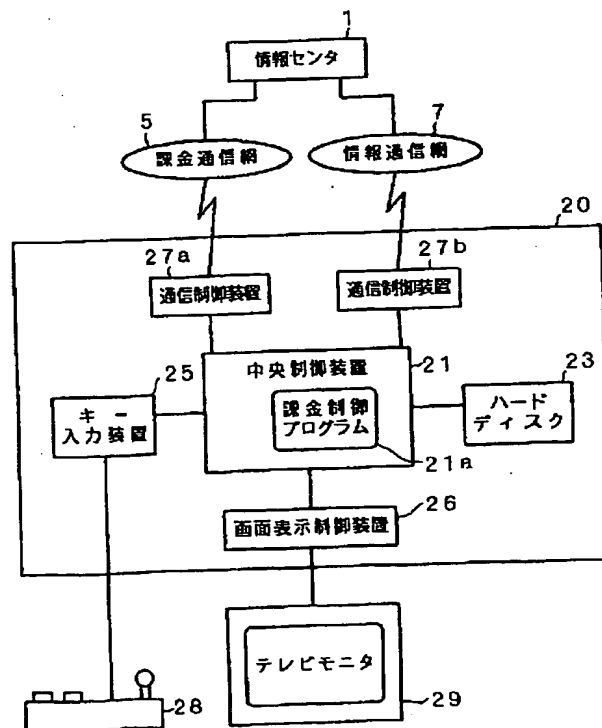 1
情報センタ
5
7
課金通信網
情報通信網
20
27a
27b
通信制御装置
通信制御装置
25
中央制御装置
21
23
キー
入力装置
課金制御
プログラム
ハード
ディスク
21a
26
画面表示制御装置
テレビモニタ
28
29